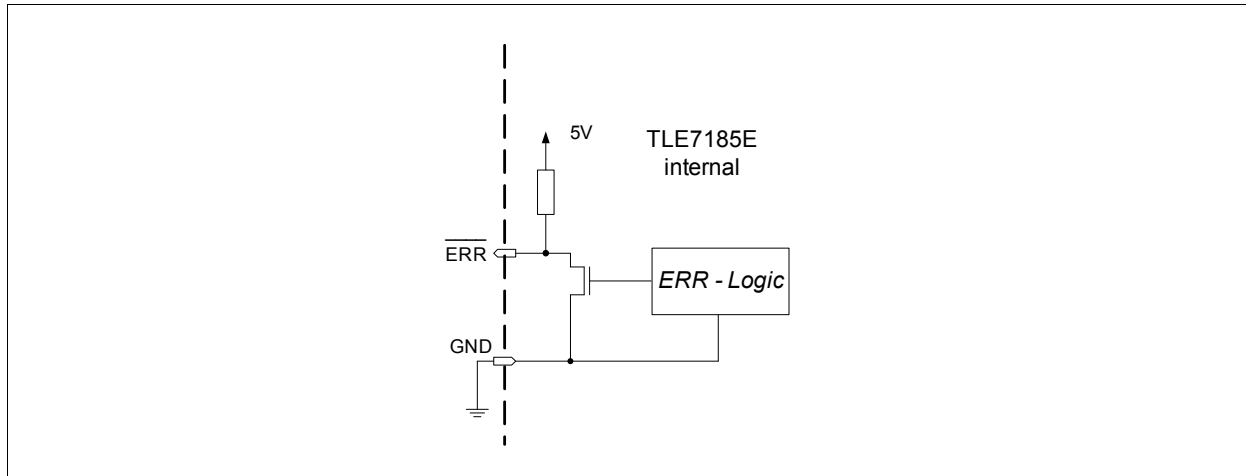 5V
TLE7185E
internal
ERR
ERR - Logic
GND